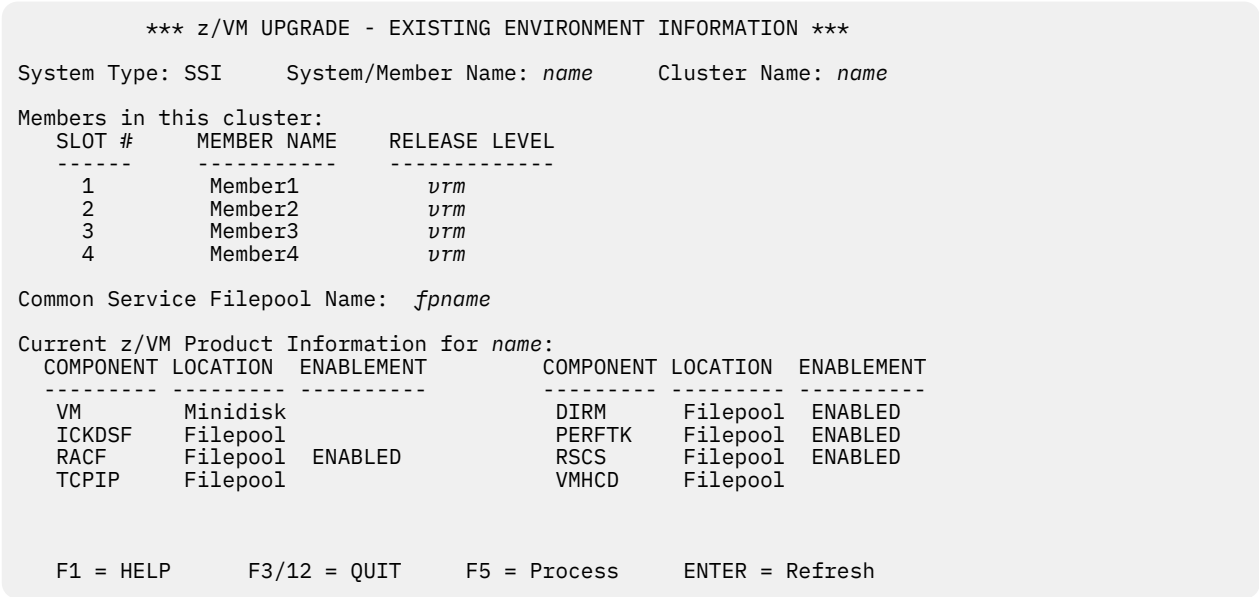 *** z/VM UPGRADE - EXISTING ENVIRONMENT INFORMATION ***
System Type: SSI     System/Member Name: name     Cluster Name: name
Members in this cluster:
   SLOT #     MEMBER NAME    RELEASE LEVEL
   ------     -----------    -------------
     1         Member1          vrm
     2         Member2          vrm
     3         Member3          vrm
     4         Member4          vrm
Common Service Filepool Name:  fpname
Current z/VM Product Information for name:
  COMPONENT LOCATION  ENABLEMENT         COMPONENT LOCATION  ENABLEMENT
  --------- --------- ----------         --------- --------- ----------
   VM        Minidisk                     DIRM      Filepool  ENABLED
   ICKDSF    Filepool                     PERFTK    Filepool  ENABLED
   RACF      Filepool  ENABLED            RSCS      Filepool  ENABLED
   TCPIP     Filepool                     VMHCD     Filepool
   F1 = HELP      F3/12 = QUIT     F5 = Process     ENTER = Refresh